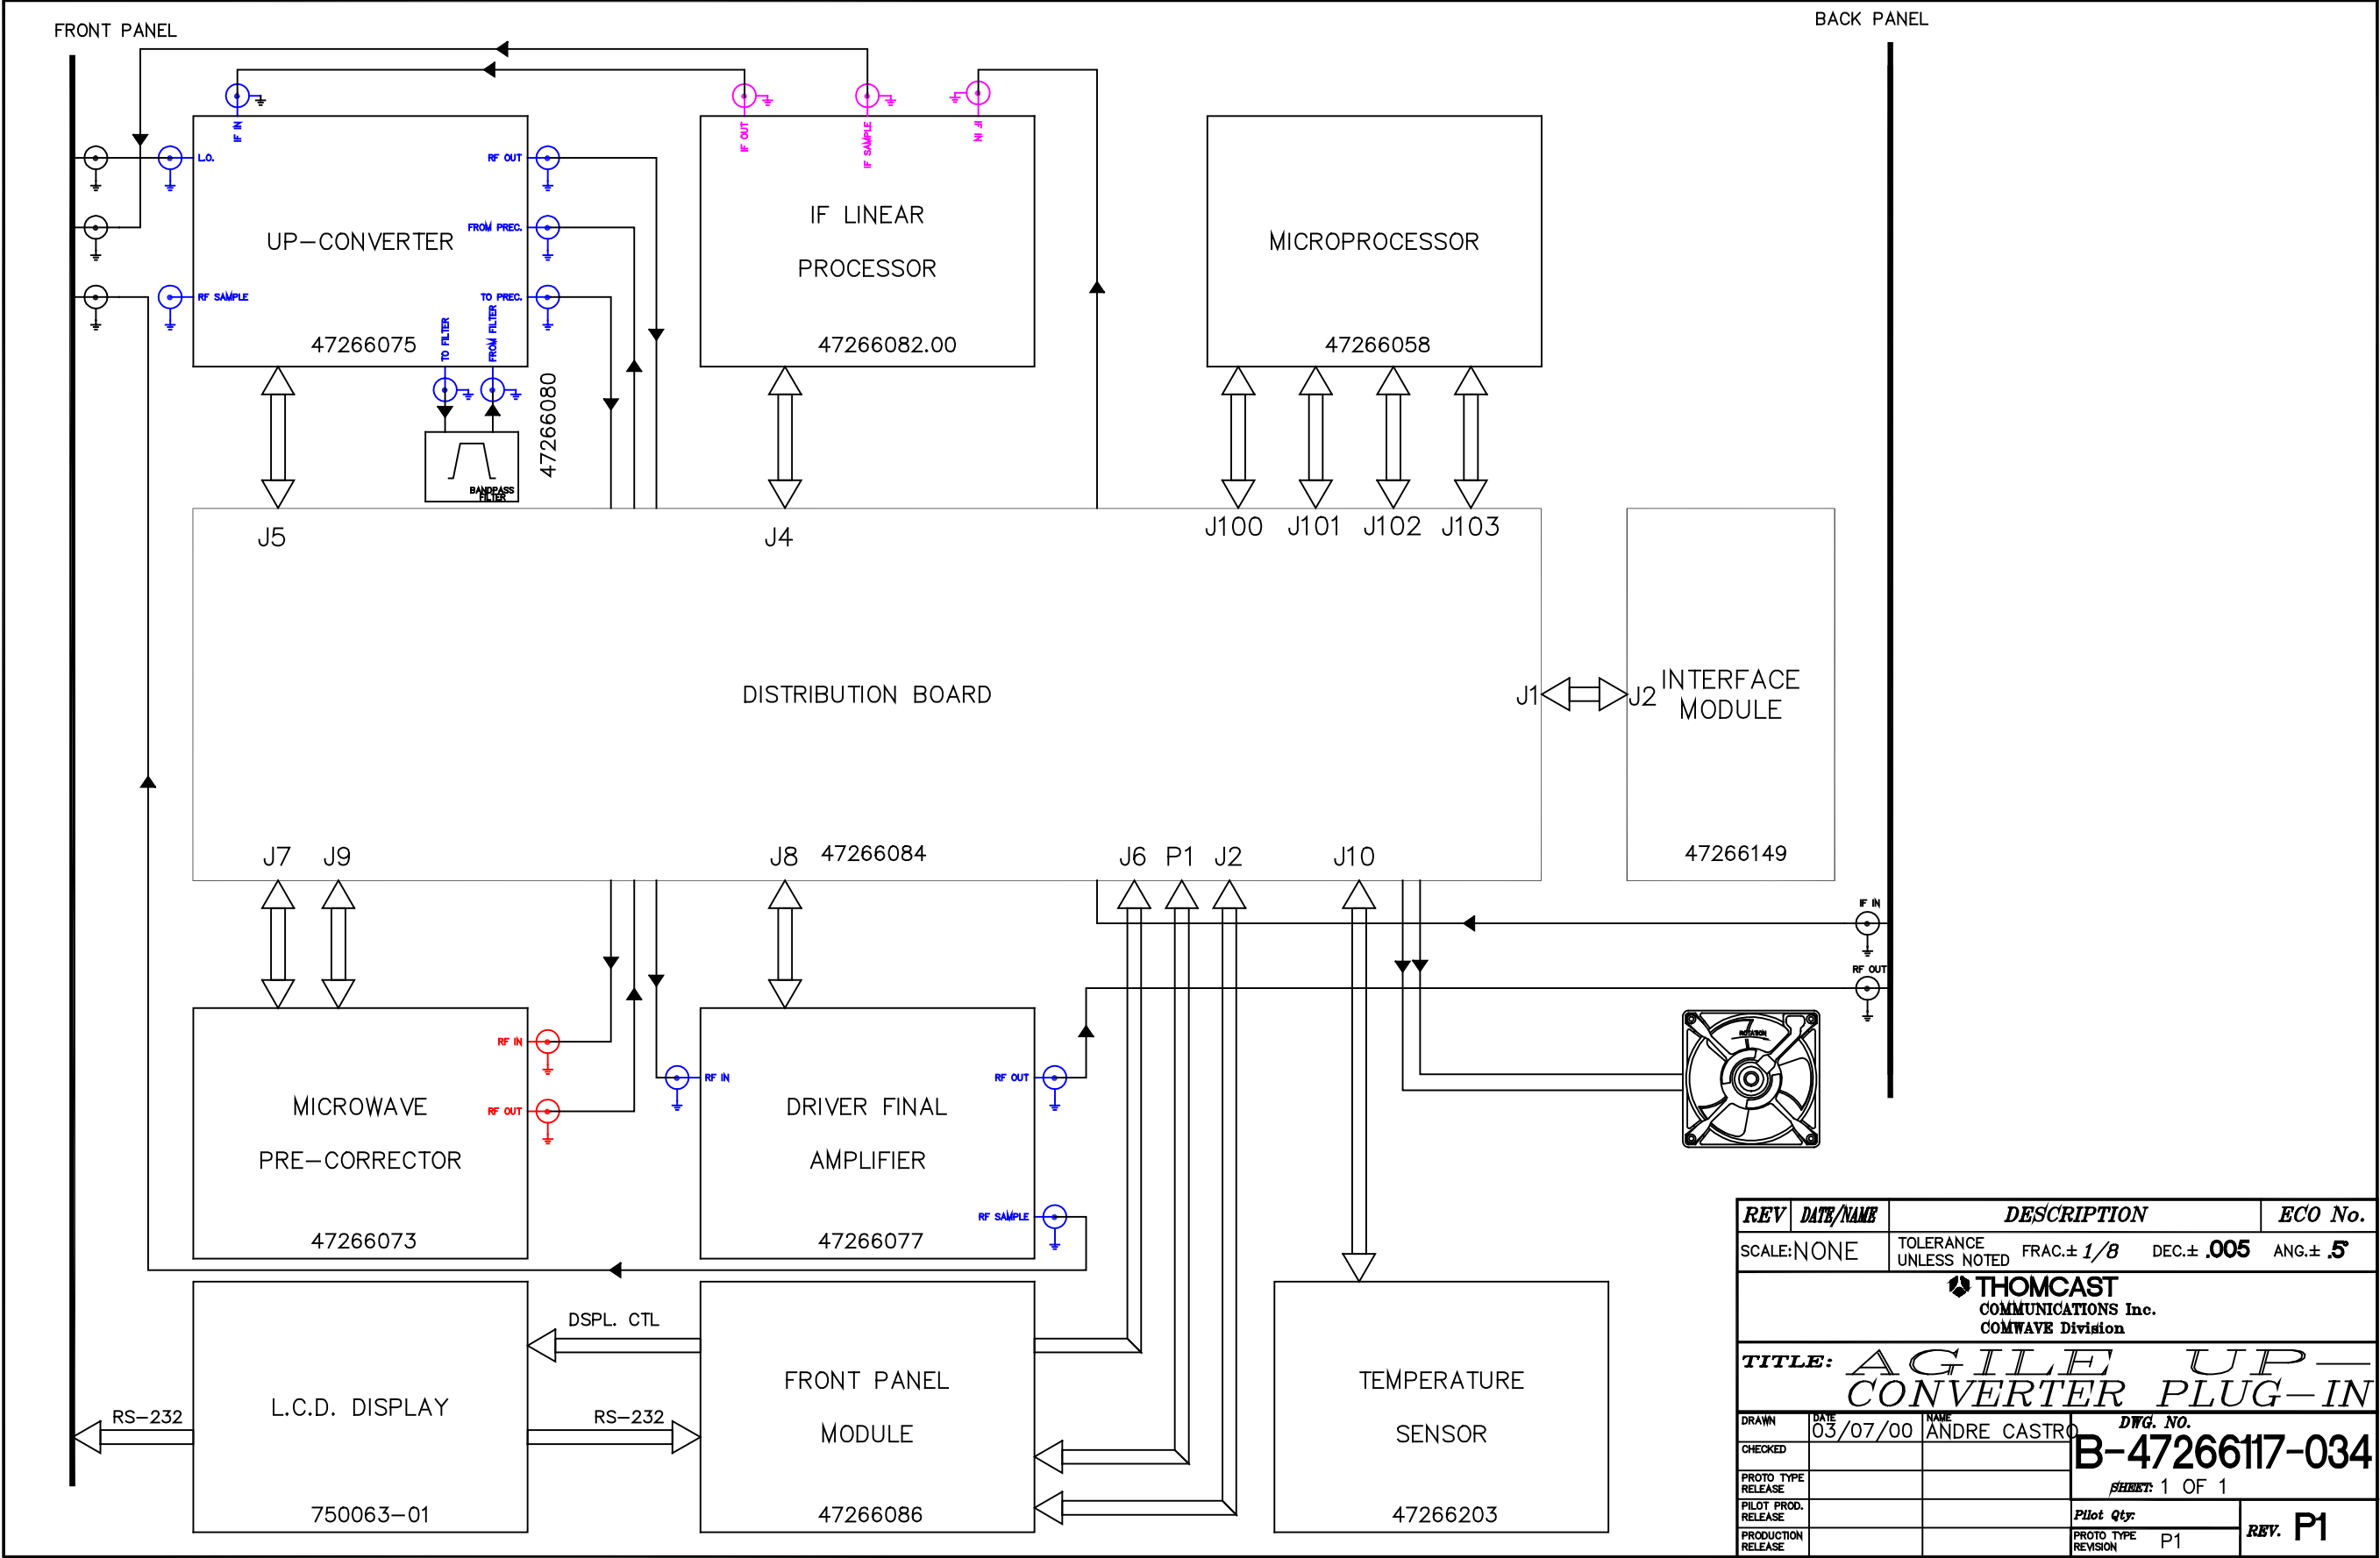 FRONT PANEL
BACK PANEL
IF IN
IF OUT
IF SAMPLE
IF IN
L.O.
RF OUT
FROM PREC.
RF SAMPLE
TO PREC.
UP-CONVERTER
47266075
TO FILTER
FROM FILTER
BANDPASS
FILTER
47266080
IF LINEAR
PROCESSOR
47266082.00
MICROPROCESSOR
47266058
J5
J4
J100
J101
J102
J103
DISTRIBUTION BOARD
J1
J2
INTERFACE
MODULE
47266149
J7
J9
J8
47266084
J6
P1
J2
J10
IF IN
RF OUT
ROTATION
RF IN
RF OUT
MICROWAVE
PRE-CORRECTOR
47266073
RF IN
RF OUT
DRIVER FINAL
AMPLIFIER
RF SAMPLE
47266077
DSPL. CTL
RS-232
L.C.D. DISPLAY
RS-232
750063-01
FRONT PANEL
MODULE
47266086
TEMPERATURE
SENSOR
47266203
REV DATE/NAME DESCRIPTION ECO No.
SCALE:NONE
TOLERANCE
UNLESS NOTED
FRAC.± 1/8 DEC.± .005 ANG.± .5°
THOMCAST
COMMUNICATIONS Inc.
COMWAVE Division
TITLE: AGILE UP-
CONVERTER PLUG-IN
DRAWN
DATE
03/07/00
NAME
ANDRE CASTRO
DWG. NO.
B-47266117-034
CHECKED
PROTO TYPE
RELEASE
SHEET: 1 OF 1
PILOT PROD.
RELEASE
Pilot Qty:
PRODUCTION
RELEASE
PROTO TYPE
REVISION
P1
REV. P1